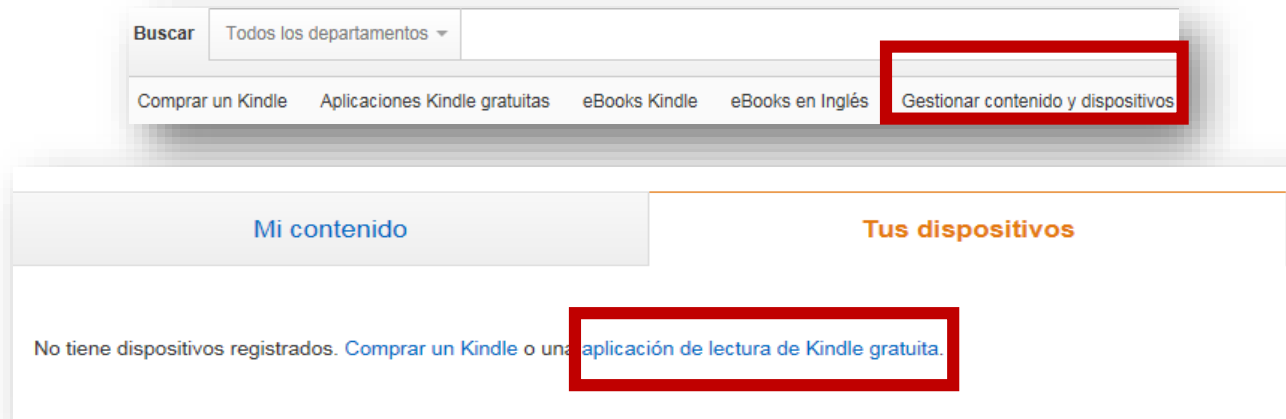 Buscar Todos los departamentos
Comprar un Kindle Aplicaciones Kindle gratuitas eBooks Kindle eBooks en Inglés Gestionar contenido y dispositivos
Mi contenido Tus dispositivos
No tiene dispositivos registrados. Comprar un Kindle o una aplicación de lectura de Kindle gratuita.